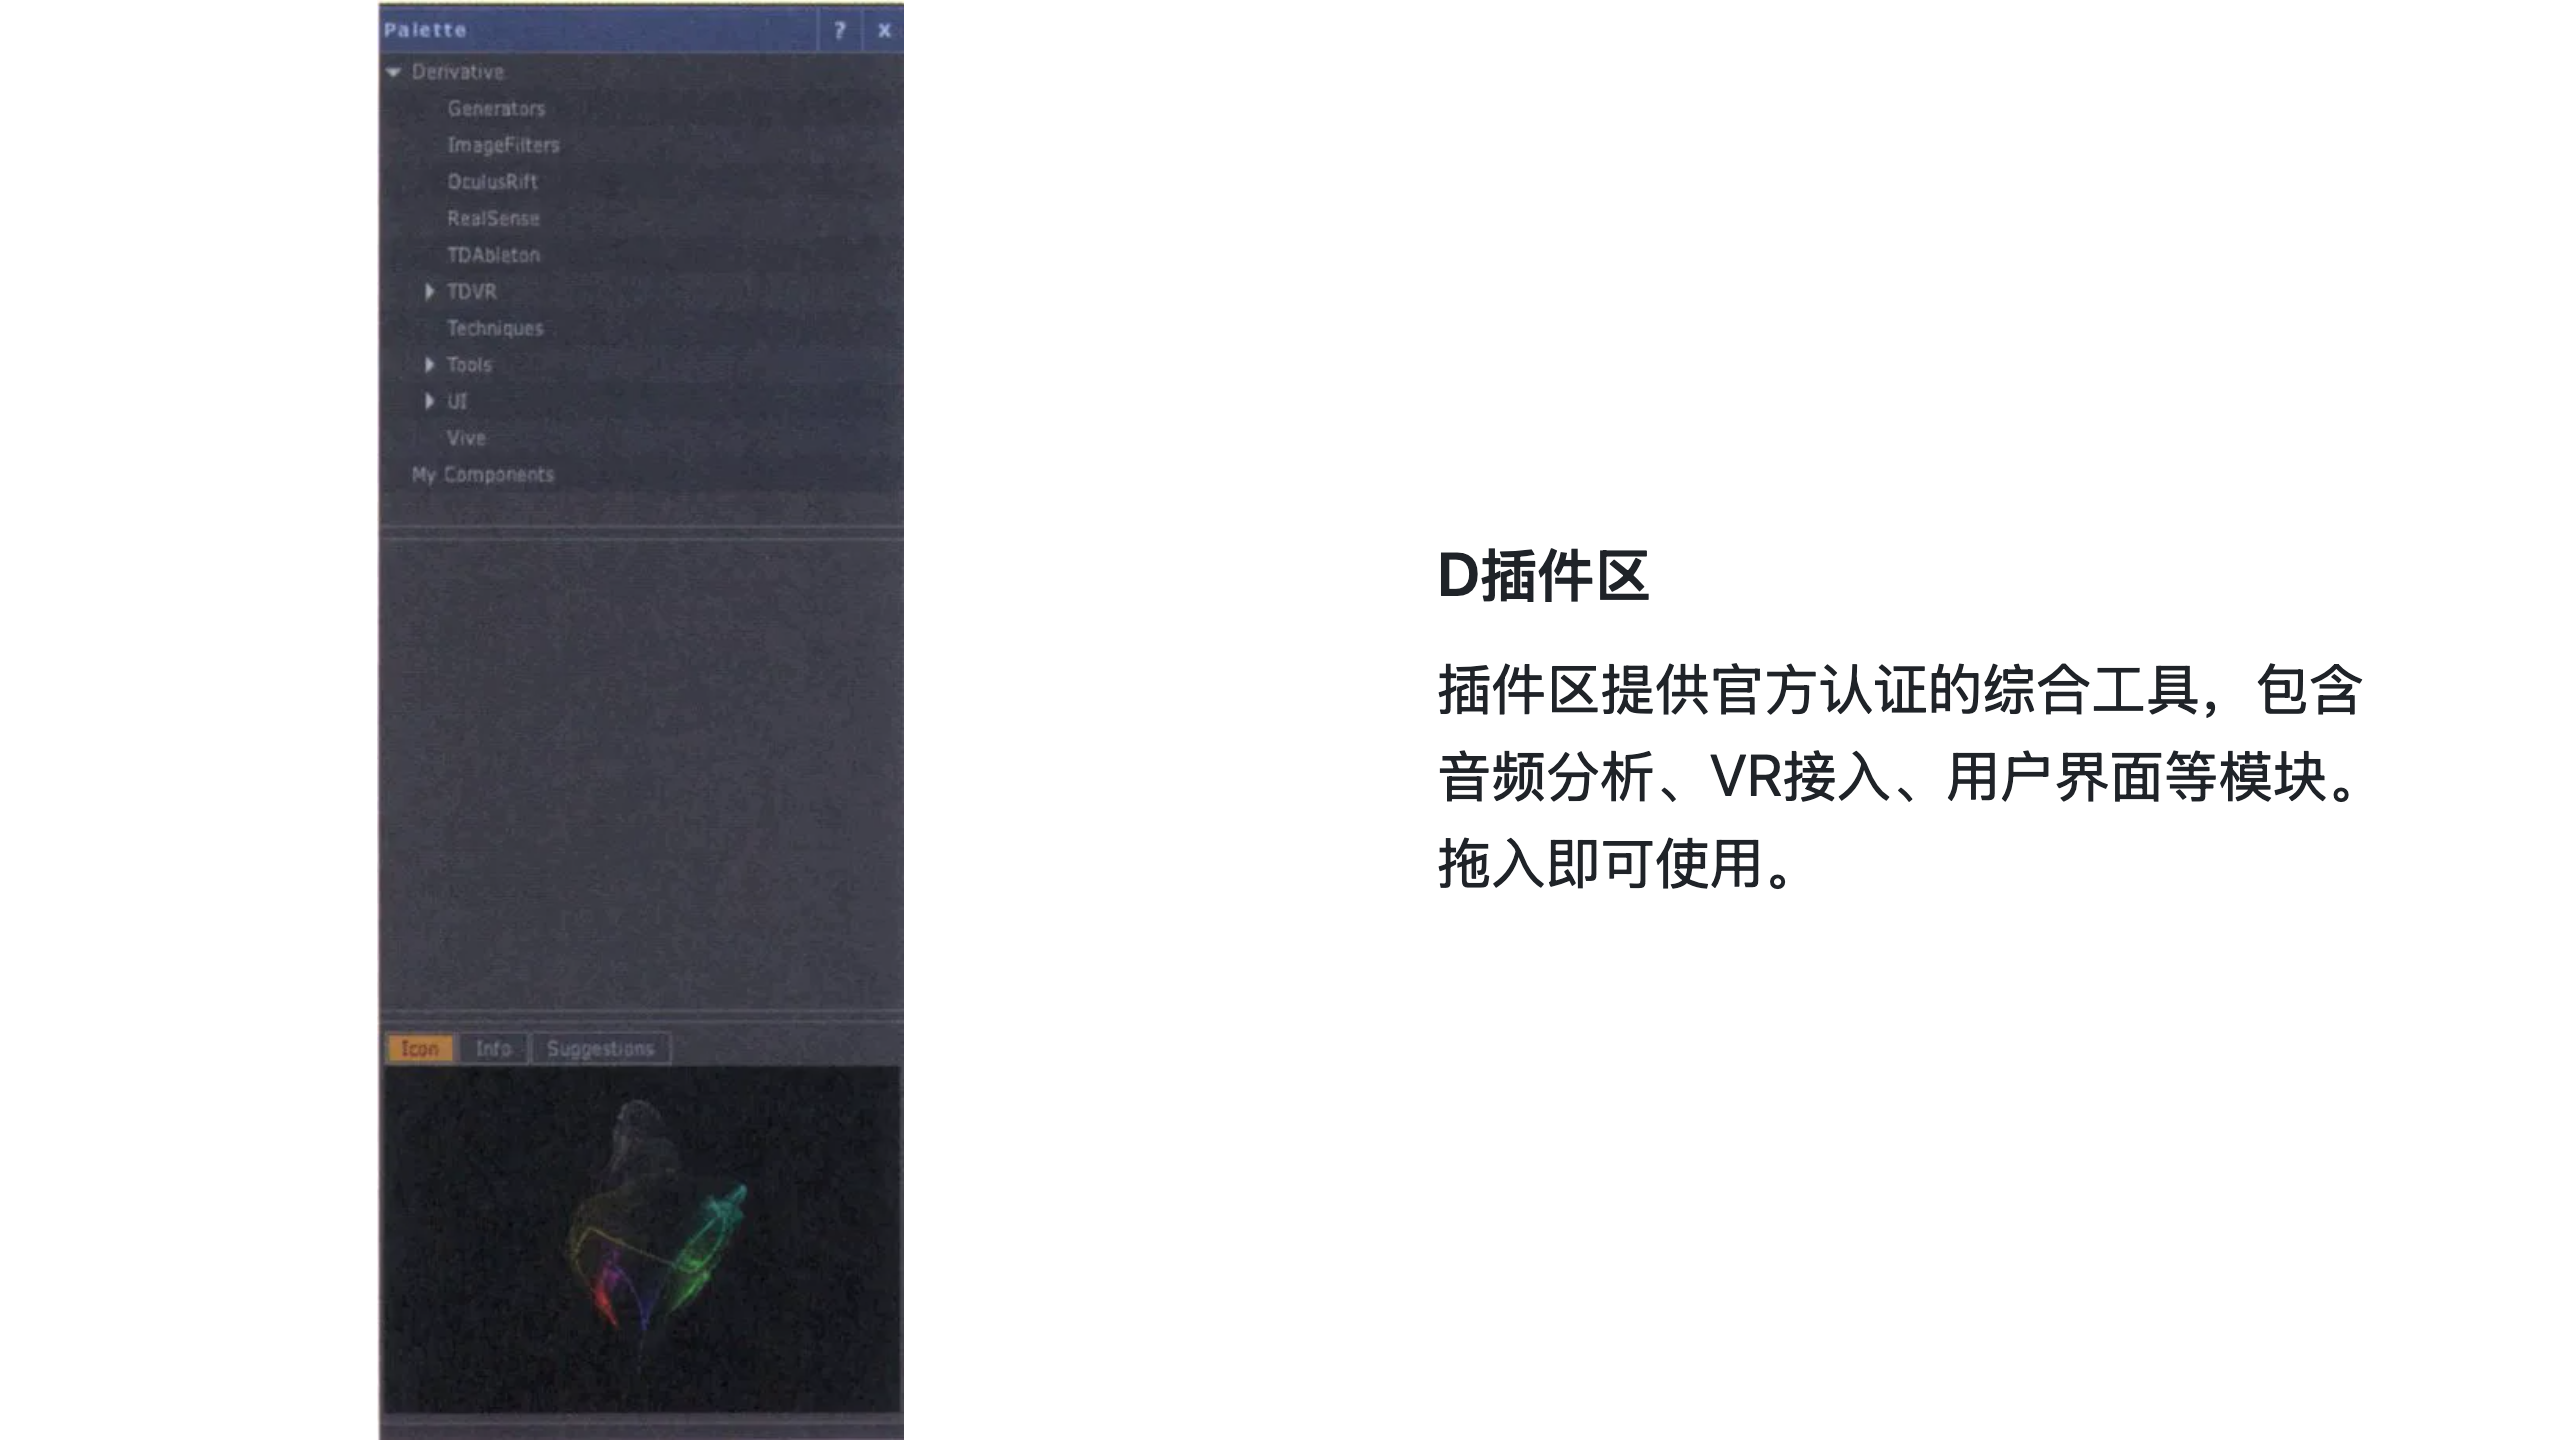 Palette ? x
Derivative
Generators
ImageFilters
OculusRift
RealSense
TDAbleton
TDVR
Techniques
Tools
UI
Vive
My Components
Icon Info Suggestions
D插件区
插件区提供官方认证的综合工具，包含
音频分析、VR接入、用户界面等模块。
拖入即可使用。